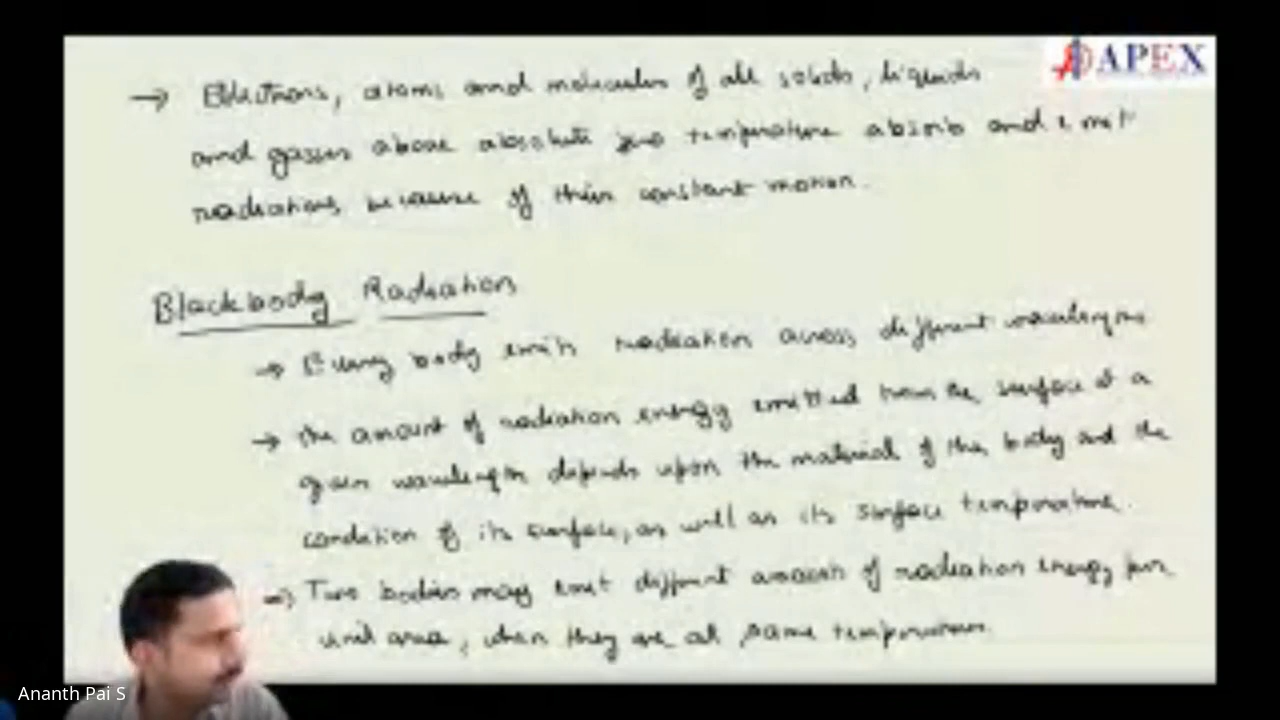 APEX
→ Electrons, atoms and molecules of all solids, liquids
and gasses above absolute zero temperature absorb and emit
radiations because of their constant motion.
Blackbody Radiation
→ Every body emits radiation across different wavelengths
→ the amount of radiation energy emitted from the surface at a
given wavelength depends upon the material of the body and the
condition of its surface, as well as its surface temperature.
→ Two bodies may emit different amounts of radiation energy per
unit area, when they are at same temperature.
Ananth Pai S